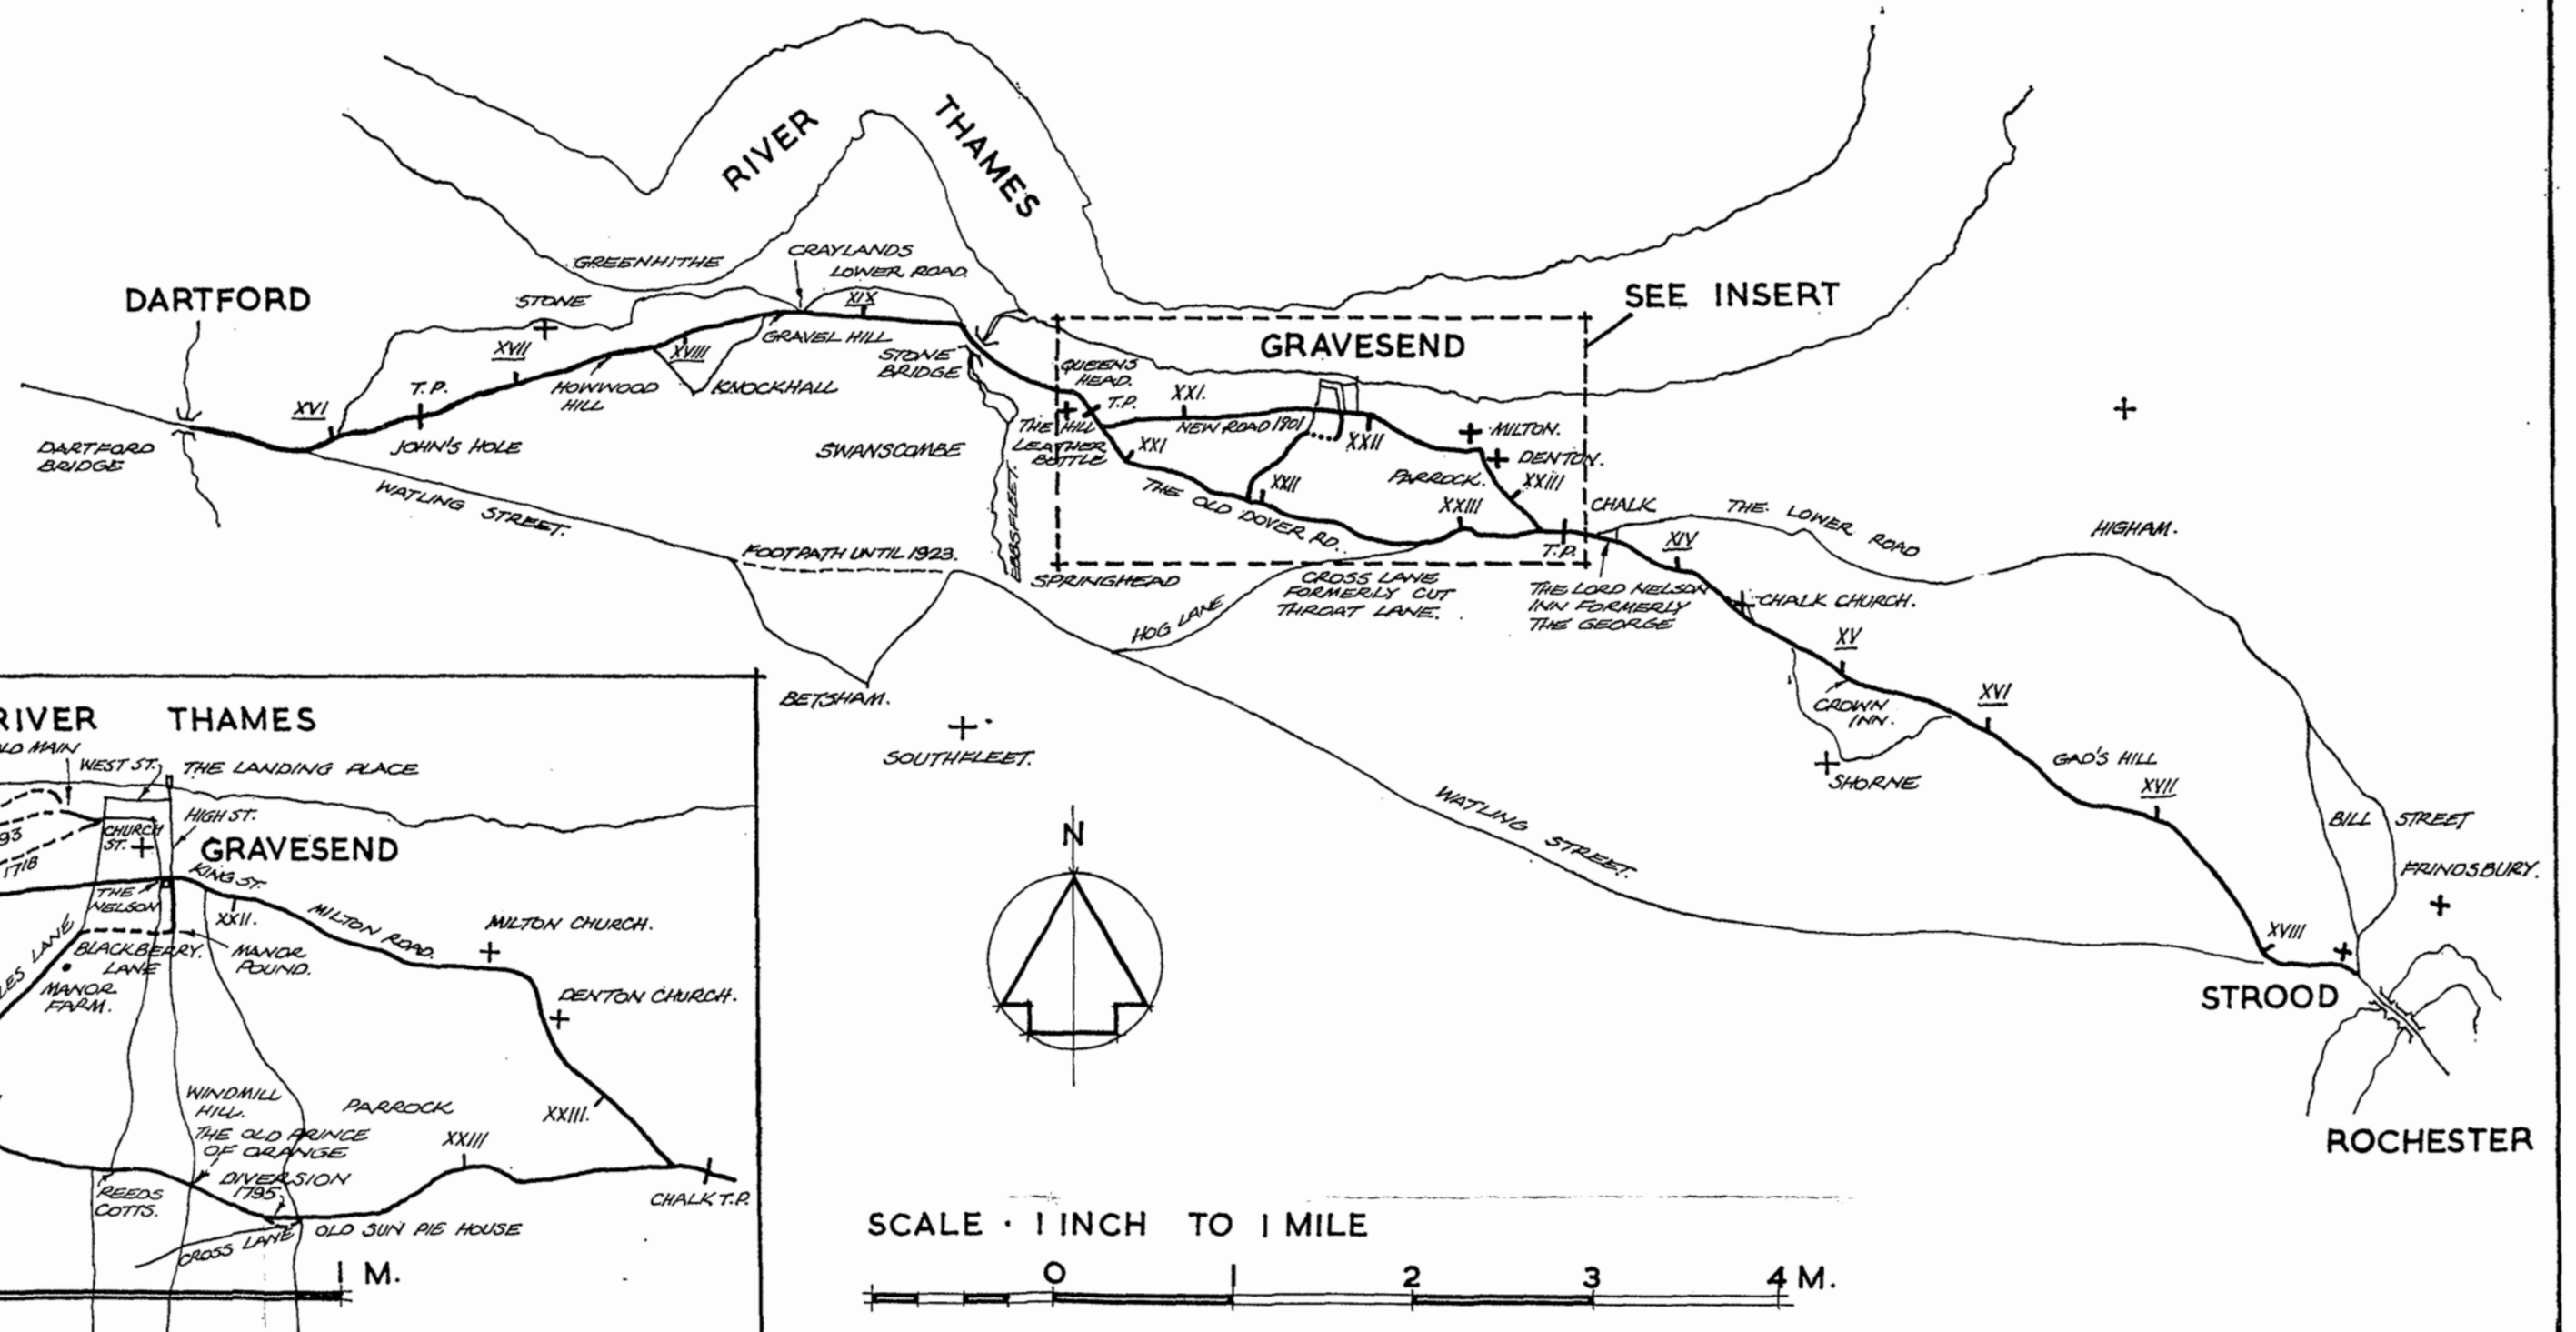 RIVER
THAMES
GREENHITHE
CRAYLANDS
LOWER ROAD.
DARTFORD
STONE
XIX
SEE INSERT
GRAVEL HILL
GRAVESEND
XVII
XVIII
STONE
BRIDGE
QUEENS
HEAD.
T.P.
HOWWOOD
HILL
KNOCKHALL
XVI
T.P.
XXI.
THE HILL
NEW ROAD 1801
XXII
MILTON.
DARTFORD
BRIDGE
JOHN'S HOLE
SWANSCOMBE
LEATHER
BOTTLE
XXI
DENTON.
WATLING STREET.
EBBSFLEET.
XXII
PARROCK.
XXIII
THE OLD DOVER RD.
XXIII
CHALK
THE LOWER ROAD
HIGHAM.
FOOTPATH UNTIL 1923.
T.P.
XIV
SPRINGHEAD
CROSS LANE
FORMERLY CUT
THROAT LANE.
THE LORD NELSON
INN FORMERLY
THE GEORGE
CHALK CHURCH.
HOG LANE
XV
BETSHAM.
CROWN
INN.
XVI
SOUTHFLEET.
SHORNE
GAD'S HILL
XVII
WATLING STREET.
BILL STREET
FRINDSBURY.
XVIII
STROOD
ROCHESTER
N
RIVER THAMES
OLD MAIN
WEST ST.
THE LANDING PLACE
HIGH ST.
93
CHURCH
ST.
1718
GRAVESEND
KING ST.
THE
NELSON
XXII.
MILTON ROAD.
MILTON CHURCH.
LES LANE
BLACKBERRY.
LANE
MANOR
POUND.
MANOR
FARM.
DENTON CHURCH.
WINDMILL
HILL.
PARROCK
XXIII.
THE OLD PRINCE
OF ORANGE
XXIII
DIVERSION
1795
REEDS
COTTS.
CHALK T.P.
CROSS LANE
OLD SUN PIE HOUSE
1 M.
SCALE · 1 INCH TO 1 MILE
0 1 2 3 4 M.